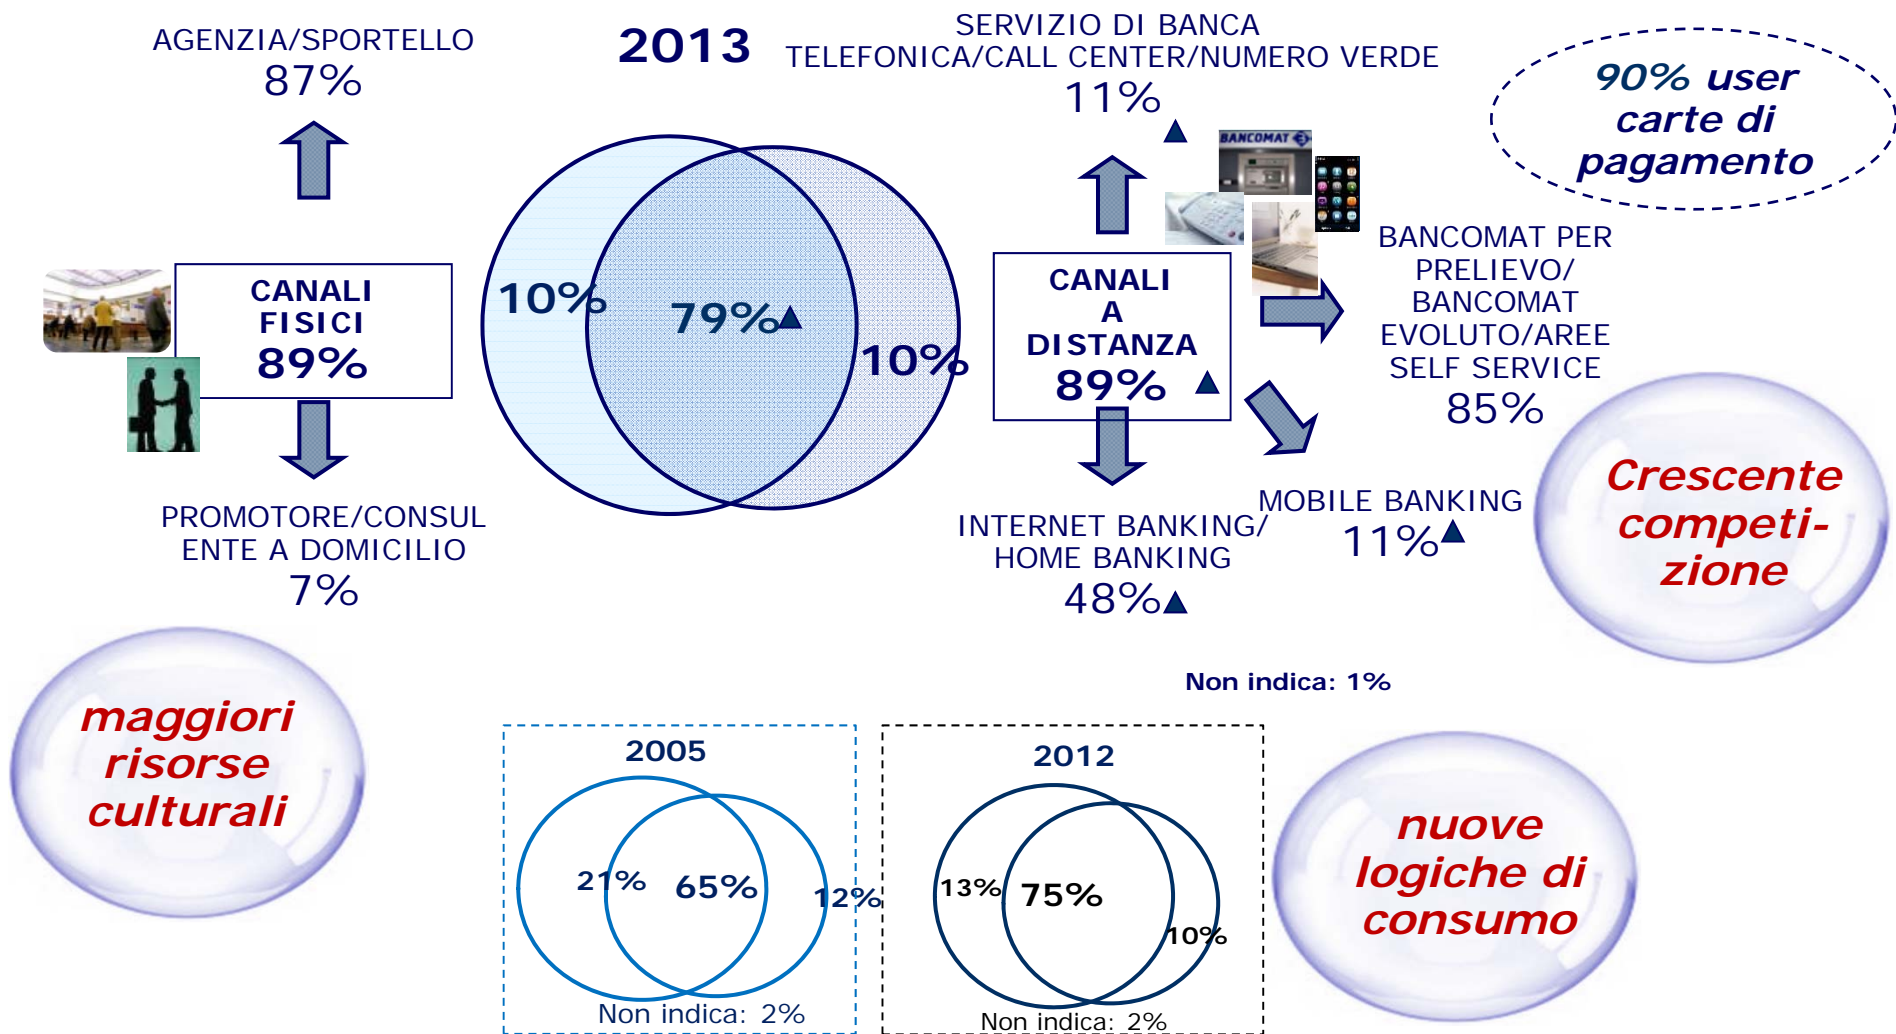 AGENZIA/SPORTELLO
87%
2013
SERVIZIO DI BANCA
TELEFONICA/CALL CENTER/NUMERO VERDE
11%
90% user
carte di
pagamento
BANCOMAT
CANALI
FISICI
89%
10%
79%
10%
CANALI
A
DISTANZA
89%
BANCOMAT PER
PRELIEVO/
BANCOMAT
EVOLUTO/AREE
SELF SERVICE
85%
PROMOTORE/CONSUL
ENTE A DOMICILIO
7%
INTERNET BANKING/
HOME BANKING
48%
MOBILE BANKING
11%
Crescente
competi-
zione
Non indica: 1%
maggiori
risorse
culturali
2005
21%
65%
12%
Non indica: 2%
2012
13%
75%
10%
Non indica: 2%
nuove
logiche di
consumo